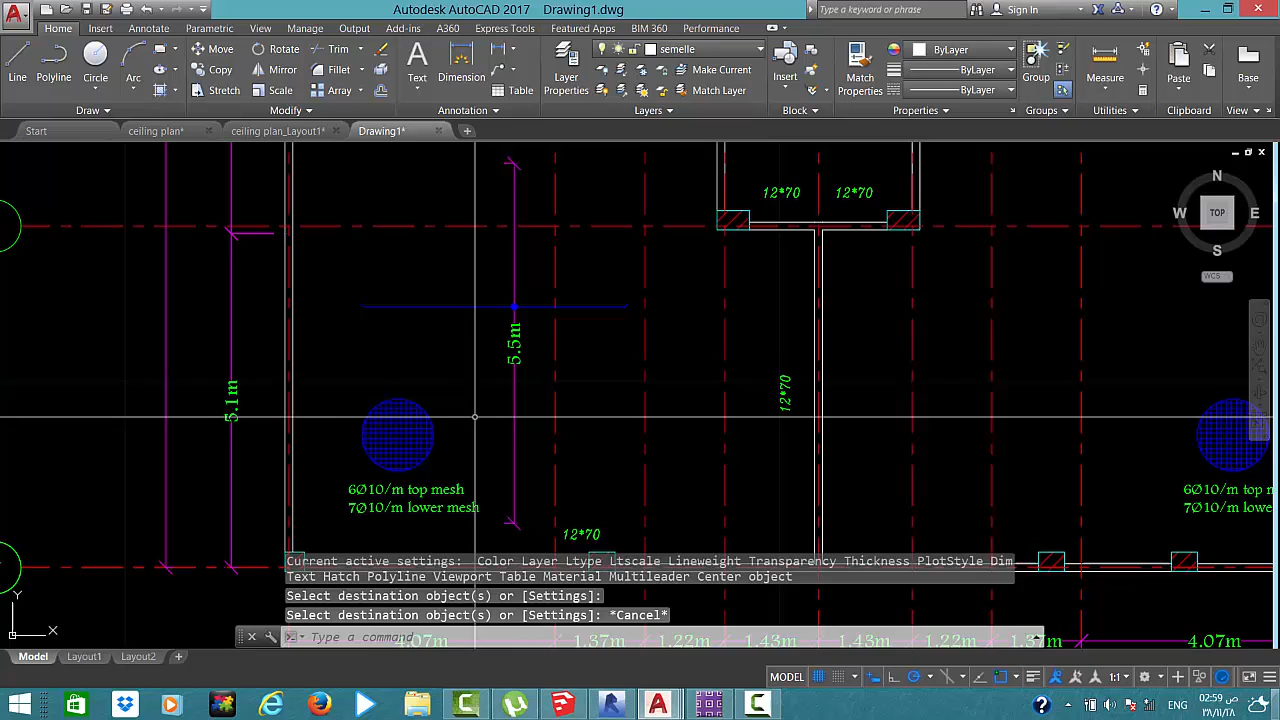 Autodesk AutoCAD 2017 Drawing1.dwg
Type a keyword or phrase
Sign In
Home Insert Annotate Parametric View Manage Output Add-ins A360 Express Tools Featured Apps BIM 360 Performance
Line Polyline Circle Arc
Move Rotate Trim
Copy Mirror Fillet
Stretch Scale Array
Text Dimension Table
Layer Properties
semelle
Make Current
Match Layer
Insert
Match Properties
ByLayer
ByLayer
ByLayer
Group Measure Paste Base
Draw Modify Annotation Layers Block Properties Groups Utilities Clipboard View
Start ceiling plan* ceiling plan_Layout1* Drawing1*
N
W TOP E
S
WCS
12*70 12*70
5.5m
5.1m
12*70
6Ø10/m top mesh
7Ø10/m lower mesh
6Ø10/m top m
7Ø10/m lower
12*70
Current active settings: Color Layer Ltype Ltscale Lineweight Transparency Thickness PlotStyle Dim
Text Hatch Polyline Viewport Table Material Multileader Center object
Select destination object(s) or [Settings]:
Select destination object(s) or [Settings]: *Cancel*
Y
X
Type a command
4.07m 1.37m 1.22m 1.43m 1.43m 1.22m 1.37m 4.07m
Model Layout1 Layout2
MODEL 1:1
ENG
02:59 ص
٣٨/١١/٢٨